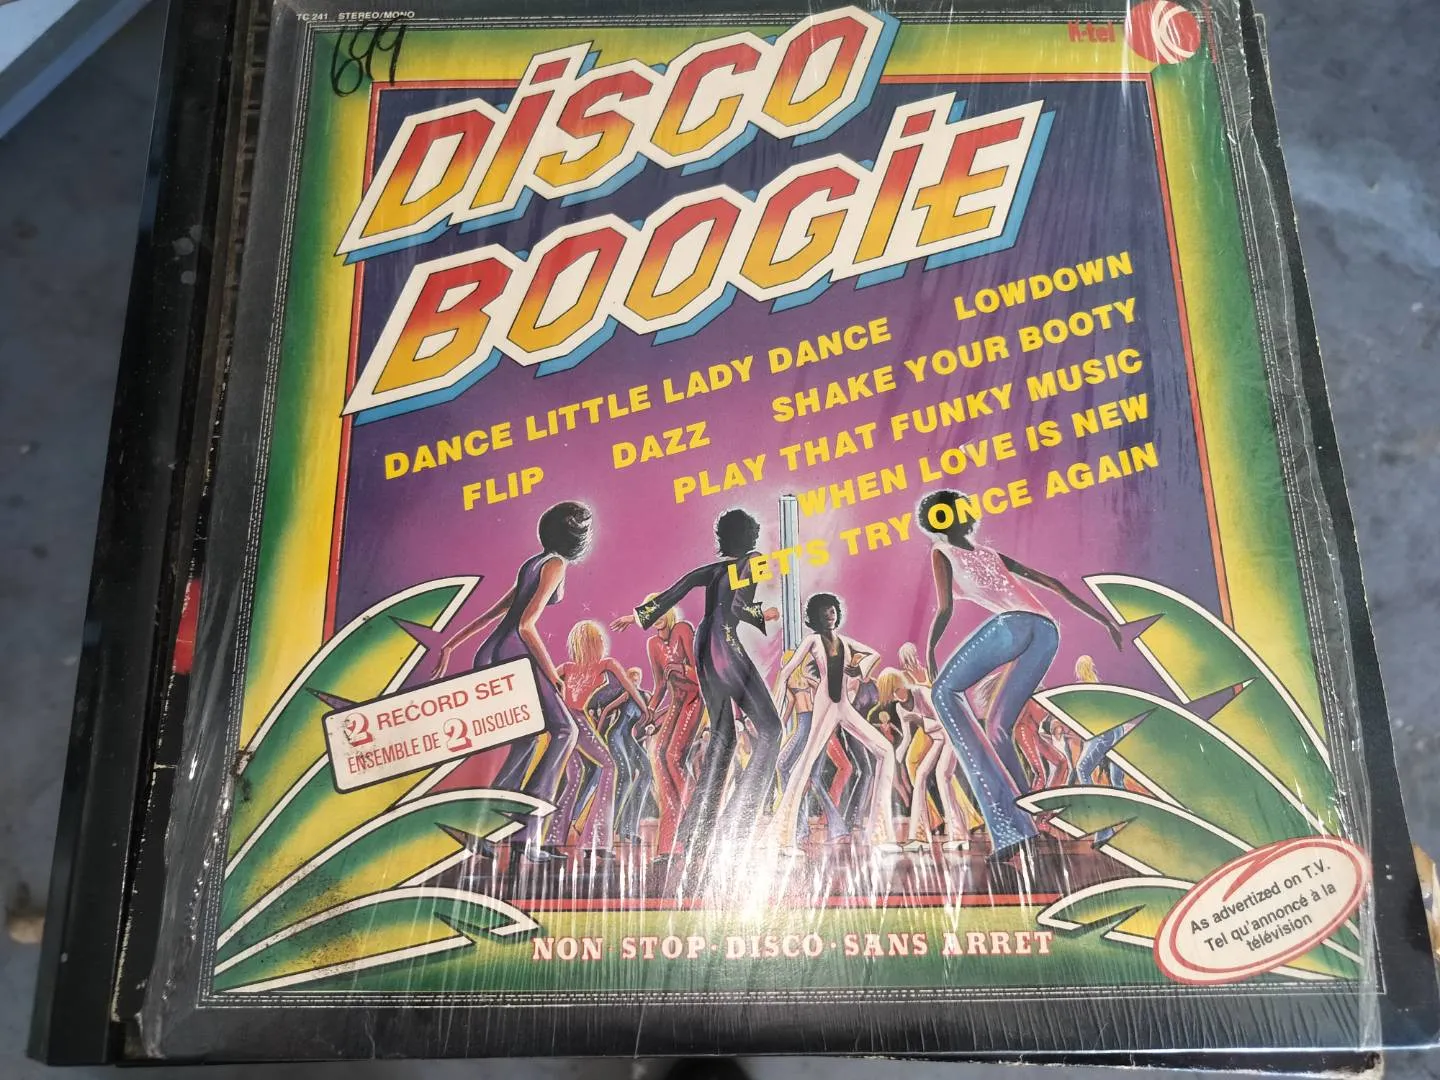 TC 241 STEREO/MONO
699
K-tel
DiSCO
BOOGiE
DANCE LITTLE LADY DANCE
LOWDOWN
FLIP
DAZZ
SHAKE YOUR BOOTY
PLAY THAT FUNKY MUSIC
WHEN LOVE IS NEW
LET'S TRY ONCE AGAIN
2 RECORD SET
ENSEMBLE DE 2 DISQUES
NON STOP · DISCO · SANS ARRET
As advertized on T.V.
Tel qu'annoncé à la
télévision